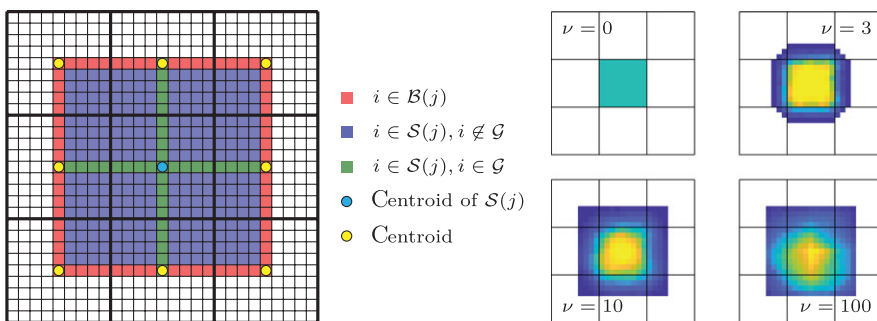 i ∈ B(j)
i ∈ S(j), i ∉ G
i ∈ S(j), i ∈ G
Centroid of S(j)
Centroid
ν = 0
ν = 3
ν = 10
ν = 100